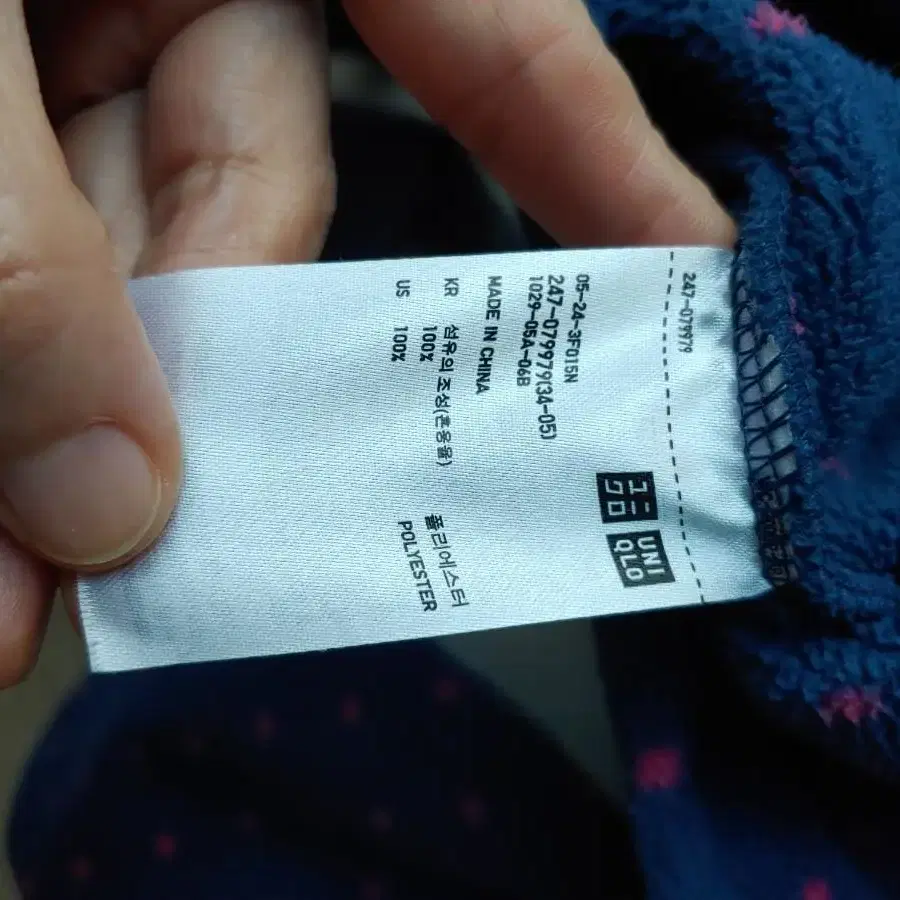 247-079979
ユニ
クロ
UNI
QLO
05-24-3F015N
247-079979(34-05)
1029-05A-06B
MADE IN CHINA
KR 섬유의 조성(혼용율)
100% 폴리에스터
US 100% POLYESTER